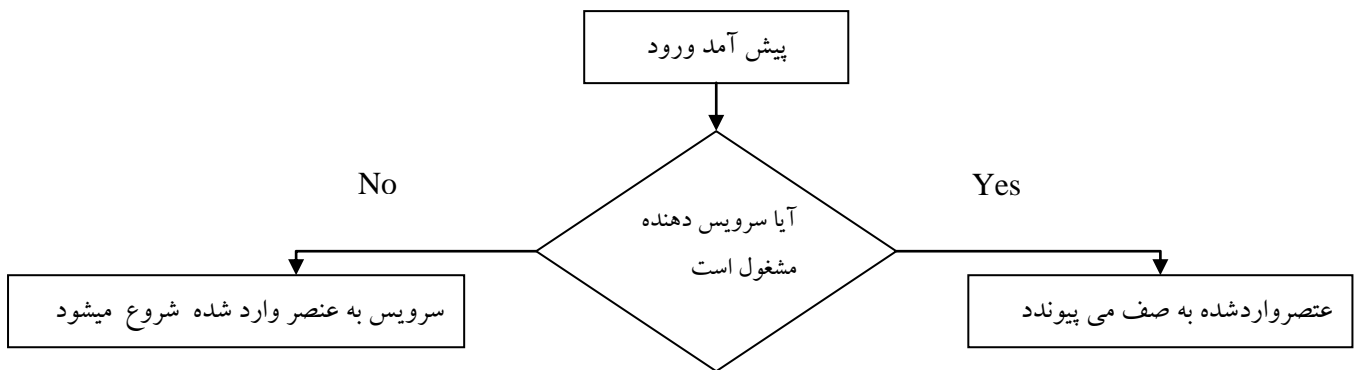 پیش آمد ورود
No
Yes
آیا سرویس دهنده
مشغول است
سرویس به عنصر وارد شده شروع میشود
عتصرواردشده به صف می پیوندد